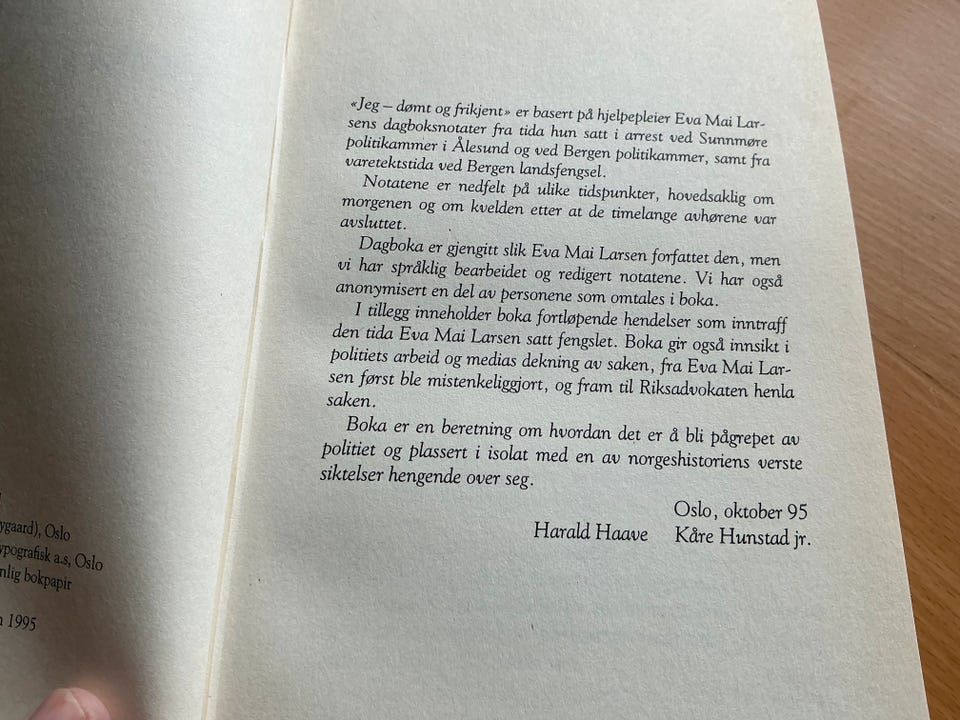 ygaard), Oslo
ypografisk a.s, Oslo
nlig bokpapir
1995
«Jeg – dømt og frikjent» er basert på hjelpepleier Eva Mai Lar-
sens dagboksnotater fra tida hun satt i arrest ved Sunnmøre
politikammer i Ålesund og ved Bergen politikammer, samt fra
varetektstida ved Bergen landsfengsel.
Notatene er nedfelt på ulike tidspunkter, hovedsaklig om
morgenen og om kvelden etter at de timelange avhørene var
avsluttet.
Dagboka er gjengitt slik Eva Mai Larsen forfattet den, men
vi har språklig bearbeidet og redigert notatene. Vi har også
anonymisert en del av personene som omtales i boka.
I tillegg inneholder boka fortløpende hendelser som inntraff
den tida Eva Mai Larsen satt fengslet. Boka gir også innsikt i
politiets arbeid og medias dekning av saken, fra Eva Mai Lar-
sen først ble mistenkeliggjort, og fram til Riksadvokaten henla
saken.
Boka er en beretning om hvordan det er å bli pågrepet av
politiet og plassert i isolat med en av norgeshistoriens verste
siktelser hengende over seg.
Oslo, oktober 95
Harald Haave Kåre Hunstad jr.